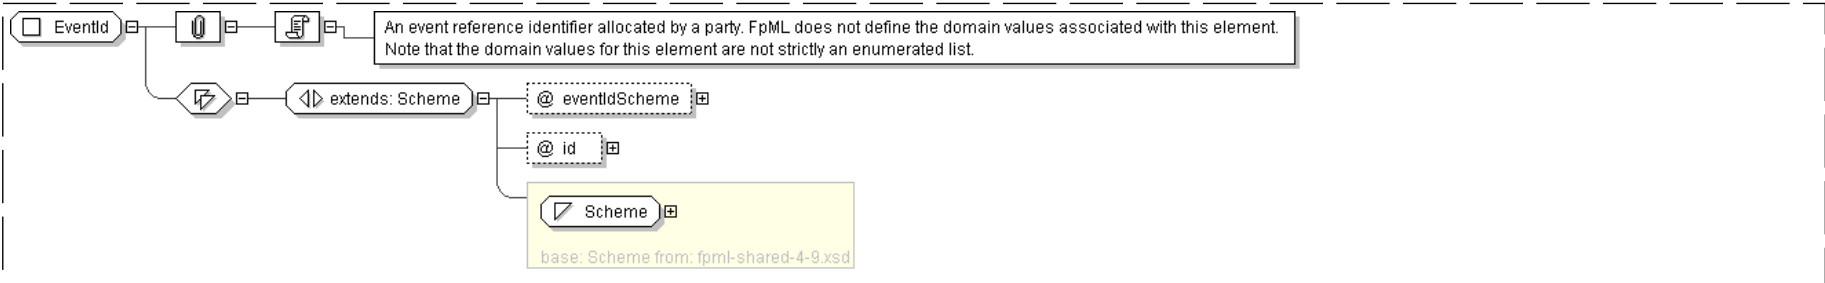 EventId
An event reference identifier allocated by a party. FpML does not define the domain values associated with this element.
Note that the domain values for this element are not strictly an enumerated list.
extends: Scheme
@ eventIdScheme
@ id
Scheme
base: Scheme from: fpml-shared-4-9.xsd